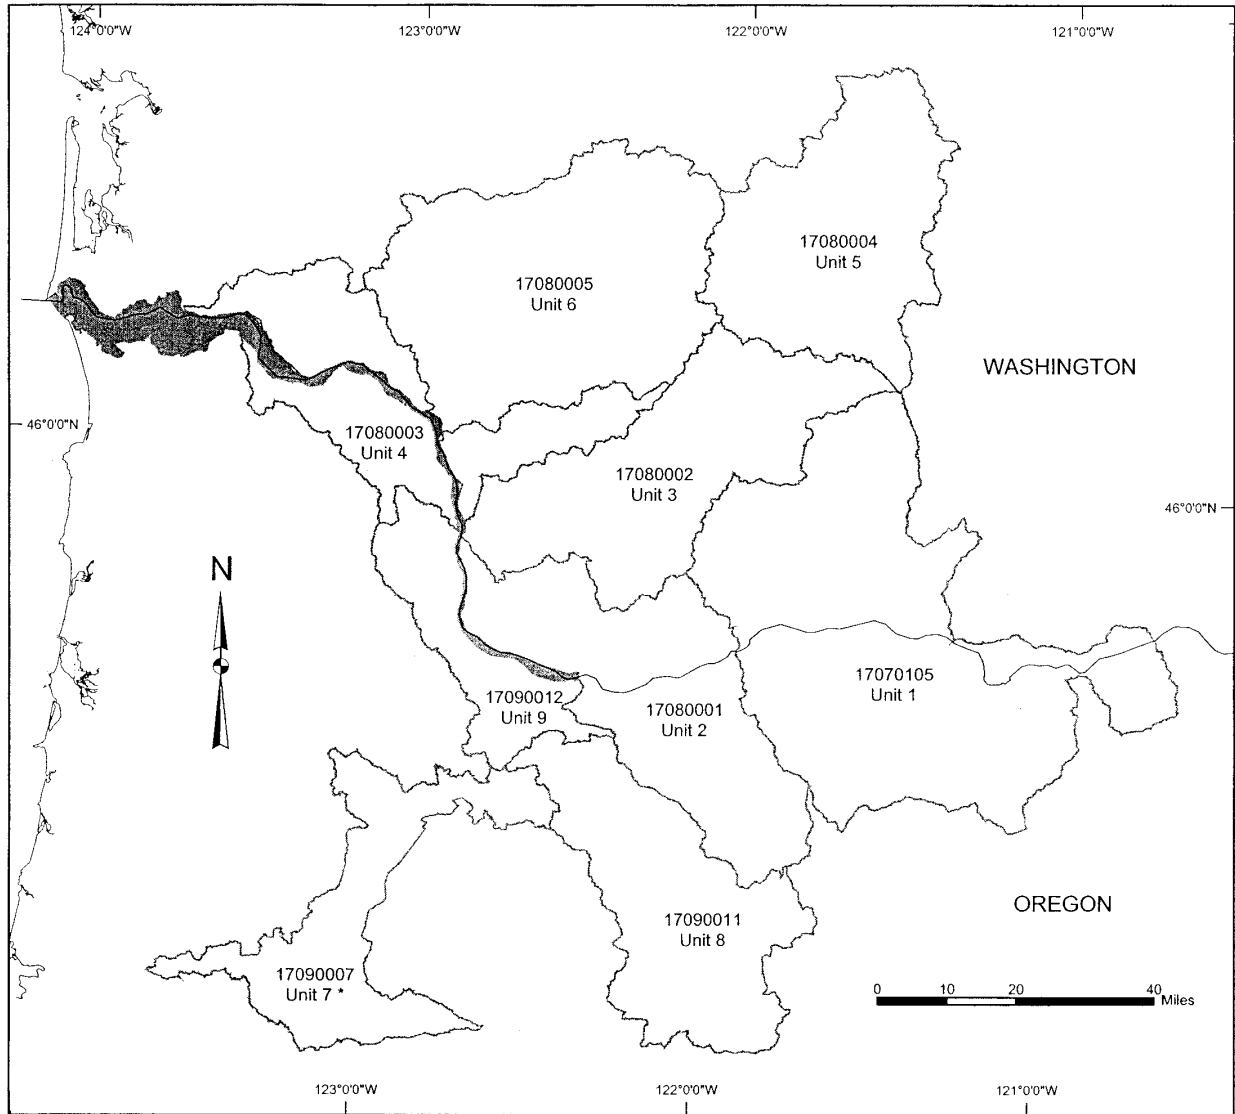 124°0'0"W
123°0'0"W
122°0'0"W
121°0'0"W
17080004
Unit 5
17080005
Unit 6
WASHINGTON
46°0'0"N
17080003
Unit 4
17080002
Unit 3
46°0'0"N
N
17070105
Unit 1
17090012
Unit 9
17080001
Unit 2
OREGON
17090011
Unit 8
17090007
Unit 7 *
0 10 20 40
Miles
123°0'0"W
122°0'0"W
121°0'0"W